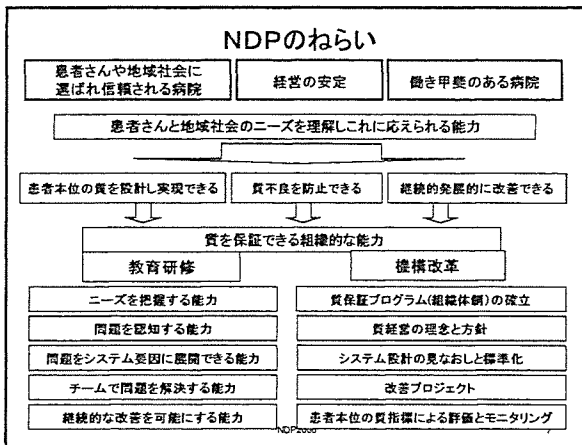 NDPのねらい
患者さんや地域社会に
選ばれ信頼される病院
経営の安定
働き甲斐のある病院
患者さんと地域社会のニーズを理解しこれに応えられる能力
患者本位の質を設計し実現できる
質不良を防止できる
継続的発展的に改善できる
質を保証できる組織的な能力
教育研修
機構改革
ニーズを把握する能力
問題を認知する能力
問題をシステム要因に展開できる能力
チームで問題を解決する能力
継続的な改善を可能にする能力
質保証プログラム(組織体制)の確立
質経営の理念と方針
システム設計の見なおしと標準化
改善プロジェクト
患者本位の質指標による評価とモニタリング
7